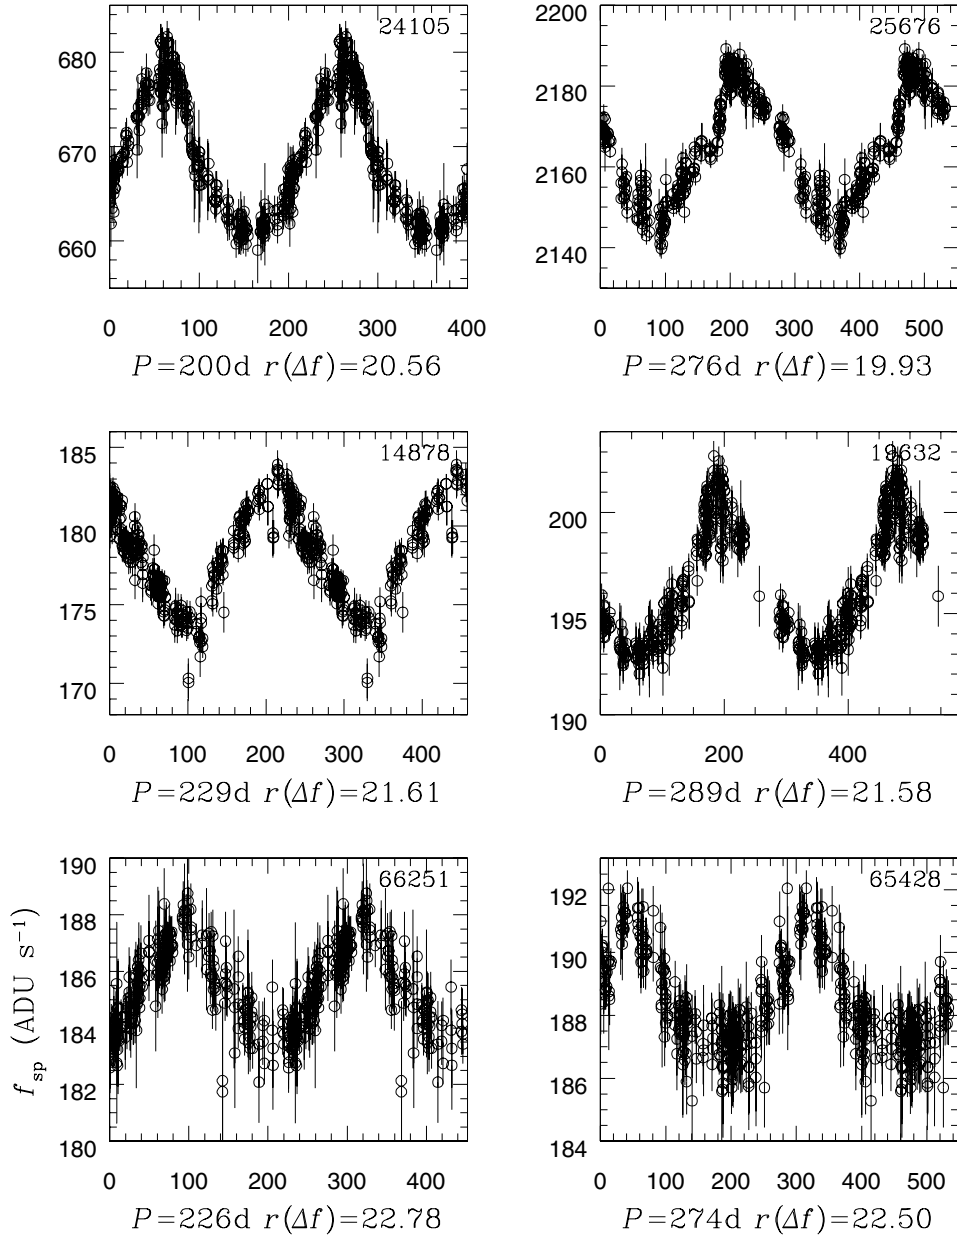 24105
680
670
660
0 100 200 300 400
P=200d r(Δf)=20.56
25676
2200
2180
2160
2140
0 100 200 300 400 500
P=276d r(Δf)=19.93
14878
185
180
175
170
0 100 200 300 400
P=229d r(Δf)=21.61
19632
200
195
190
0 200 400
P=289d r(Δf)=21.58
66251
190
188
186
184
182
180
0 100 200 300 400
P=226d r(Δf)=22.78
65428
192
190
188
186
184
0 100 200 300 400 500
P=274d r(Δf)=22.50
f_sp (ADU s⁻¹)